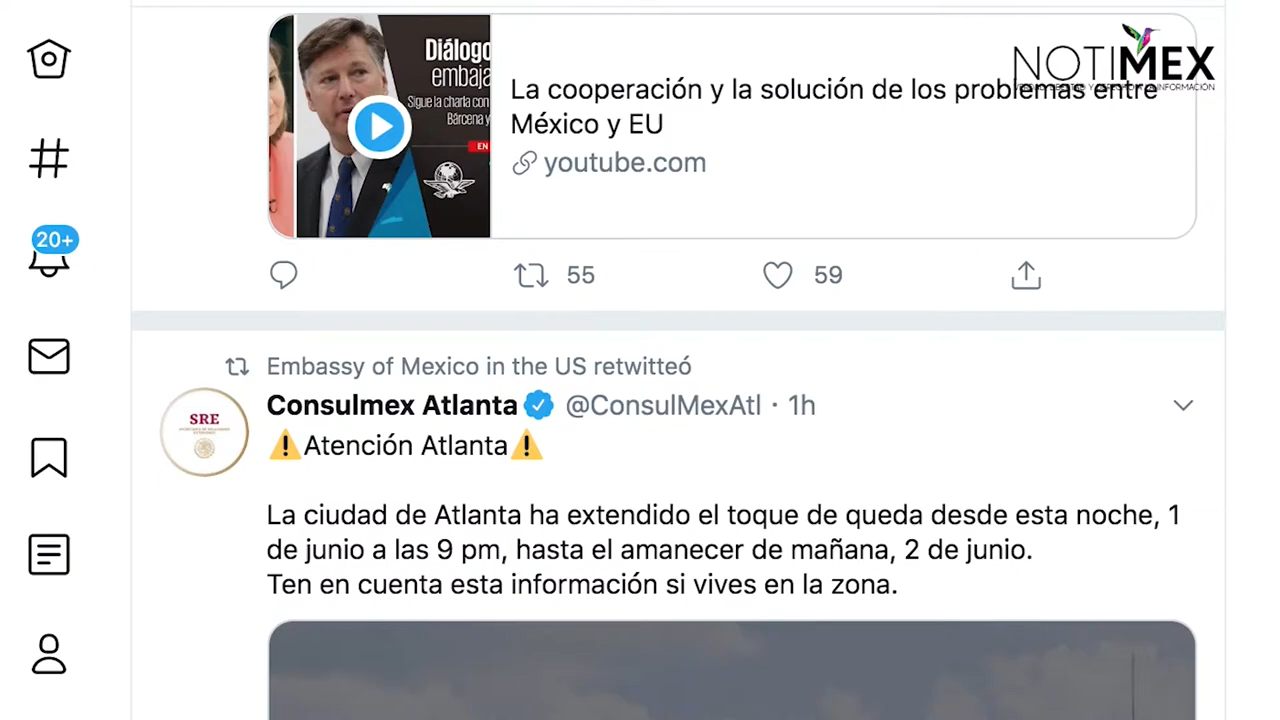 Diálogo
embaja
Sigue la charla con
Bárcena y
EN
La cooperación y la solución de los problemas entre
México y EU
youtube.com
NOTIMEX
55
59
20+
Embassy of Mexico in the US retwitteó
Consulmex Atlanta @ConsulMexAtl · 1h
⚠️Atención Atlanta⚠️
SRE
La ciudad de Atlanta ha extendido el toque de queda desde esta noche, 1
de junio a las 9 pm, hasta el amanecer de mañana, 2 de junio.
Ten en cuenta esta información si vives en la zona.